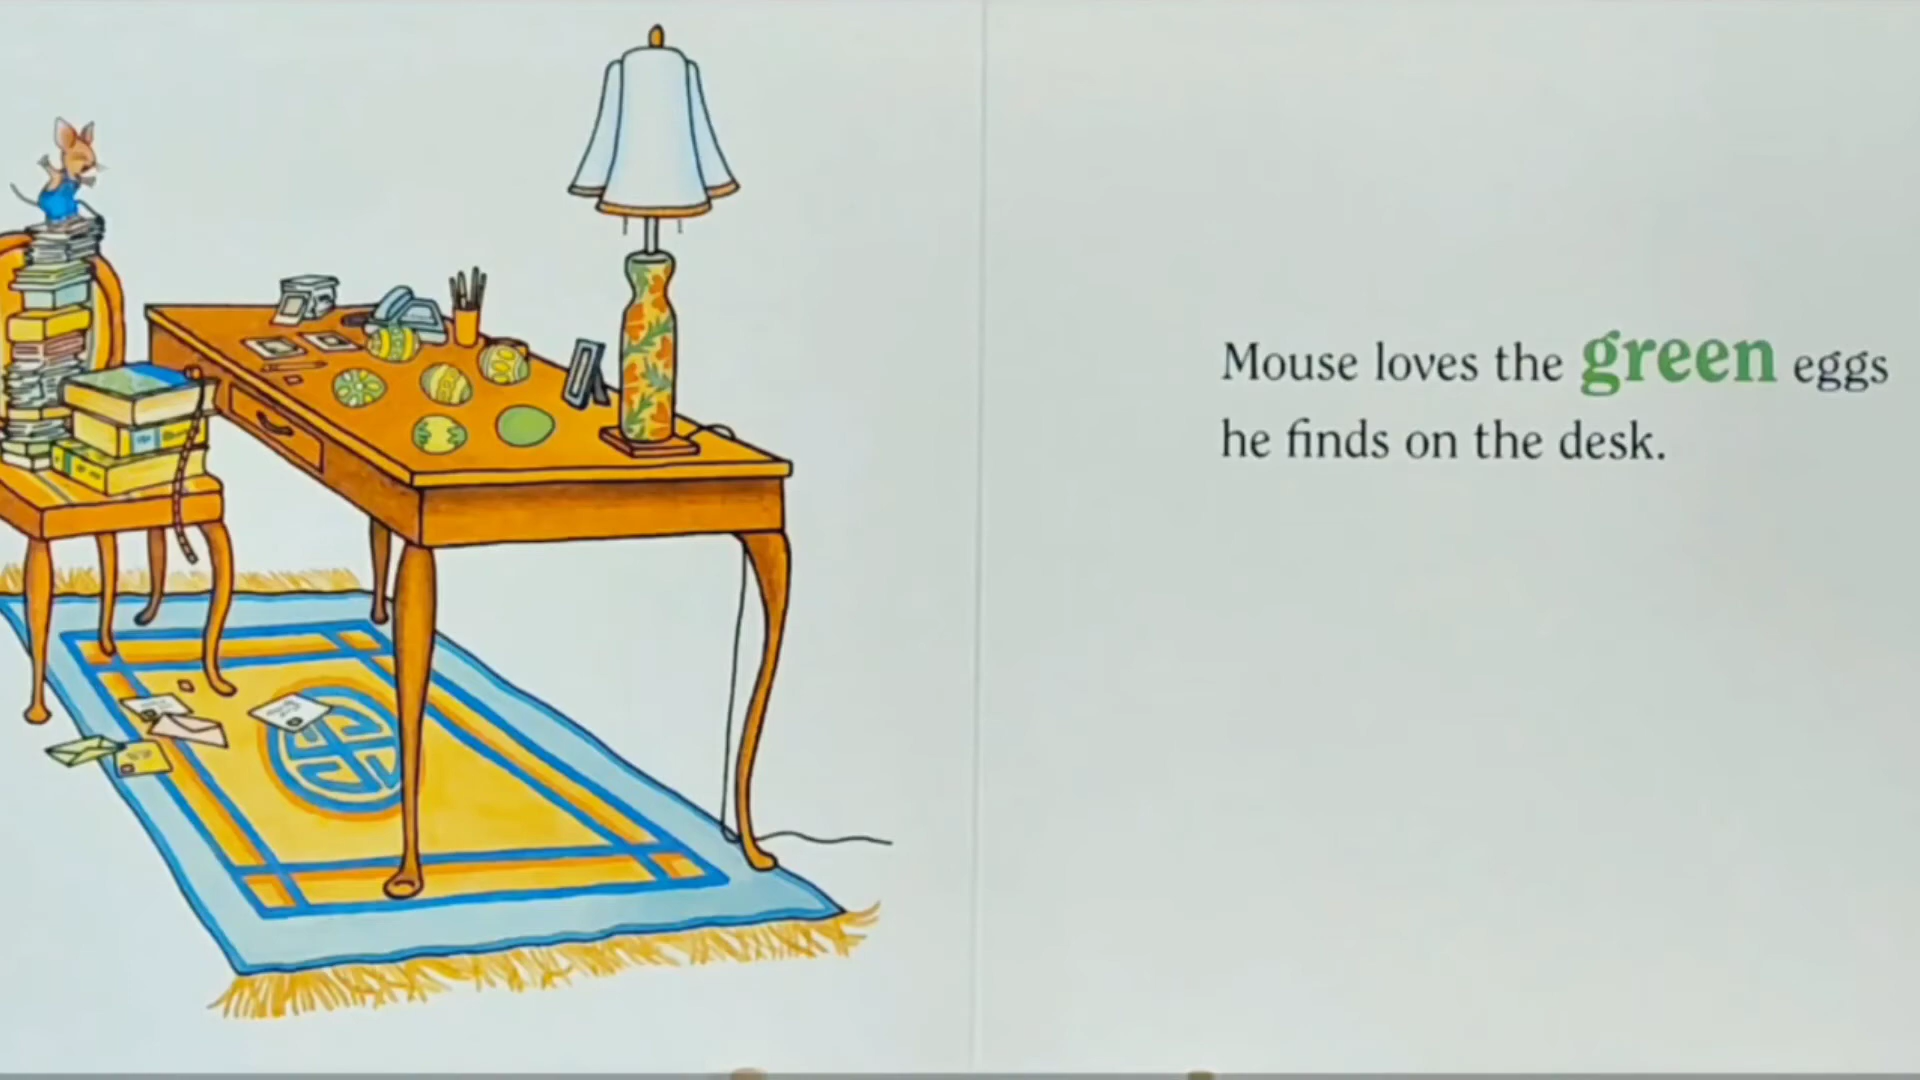 Mouse loves the green eggs
he finds on the desk.